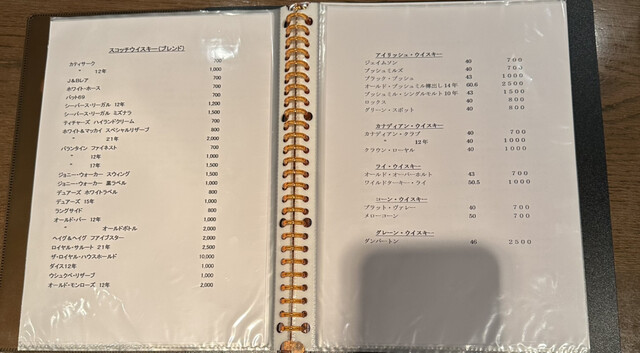 スコッチウイスキー(ブレンド)
カティサーク 700
〃 12年 1,000
J&Bレア 700
ホワイト・ホース 700
バット69 700
シーバース・リーガル 12年 1,200
シーバース・リーガル ミズナラ 1,500
ティチャーズ ハイランドクリーム 700
ホワイト&マッカイ スペシャルリザーブ 800
〃 21年 2,000
バランタイン ファイネスト 700
〃 12年 1,000
〃 17年 1,500
ジョニー・ウォーカー スウィング 1,500
ジョニー・ウォーカー 黒ラベル 1,000
デュアーズ ホワイトラベル 800
デュアーズ 15年 1,000
ラングサイド 800
オールド・パー 12年 1,000
〃 オールドボトル 2,000
ヘイグ&ヘイグ ファイブスター 2,000
ロイヤル・サルート 21年 2,500
ザ・ロイヤル・ハウスホールド 10,000
ダイス12年 1,000
ウシュクベ・リザーブ 1,000
オールド・モンローズ 12年 2,000
アイリッシュ・ウイスキー
ジェイムソン 40 700
ブッシュミルズ 40 700
ブラック・ブッシュ 43 1000
オールド・ブッシュミル樽出し14年 60.6 2500
ブッシュミル・シングルモルト10年 43 1500
ロックス 40 800
グリーン・スポット 40 800
カナディアン・ウイスキー
カナディアン・クラブ 40 700
〃 12年 40 1000
クラウン・ローヤル 40 1000
ライ・ウイスキー
オールド・オーバーホルト 43 700
ワイルドターキー・ライ 50.5 1000
コーン・ウイスキー
プラット・ヴァレー 40 700
メローコーン 50 700
グレーン・ウイスキー
ダンバートン 46 2500